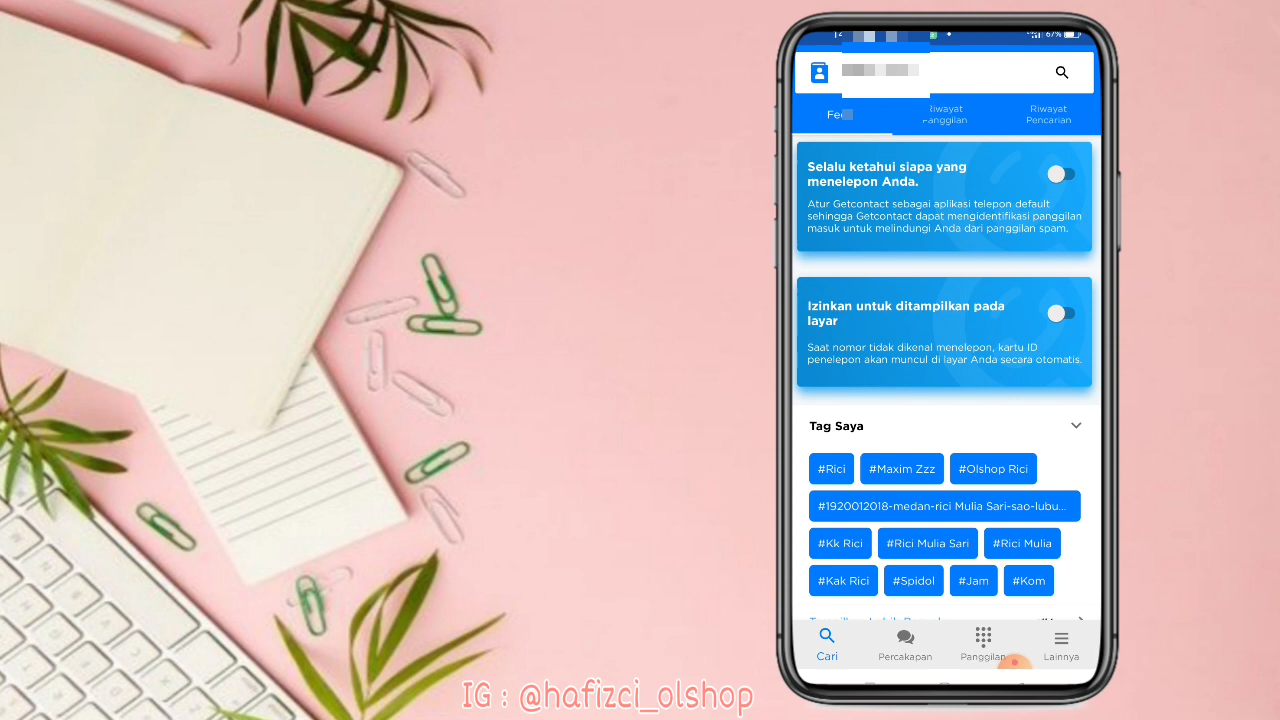 67%
Riwayat
Panggilan
Riwayat
Pencarian
Selalu ketahui siapa yang
menelepon Anda.
Atur Getcontact sebagai aplikasi telepon default
sehingga Getcontact dapat mengidentifikasi panggilan
masuk untuk melindungi Anda dari panggilan spam.
Izinkan untuk ditampilkan pada
layar
Saat nomor tidak dikenal menelepon, kartu ID
penelepon akan muncul di layar Anda secara otomatis.
Tag Saya
#Rici #Maxim Zzz #Olshop Rici
#1920012018-medan-rici Mulia Sari-sao-lubu...
#Kk Rici #Rici Mulia Sari #Rici Mulia
#Kak Rici #Spidol #Jam #Kom
Cari Percakapan Panggilan Lainnya
IG : @hafizci_olshop